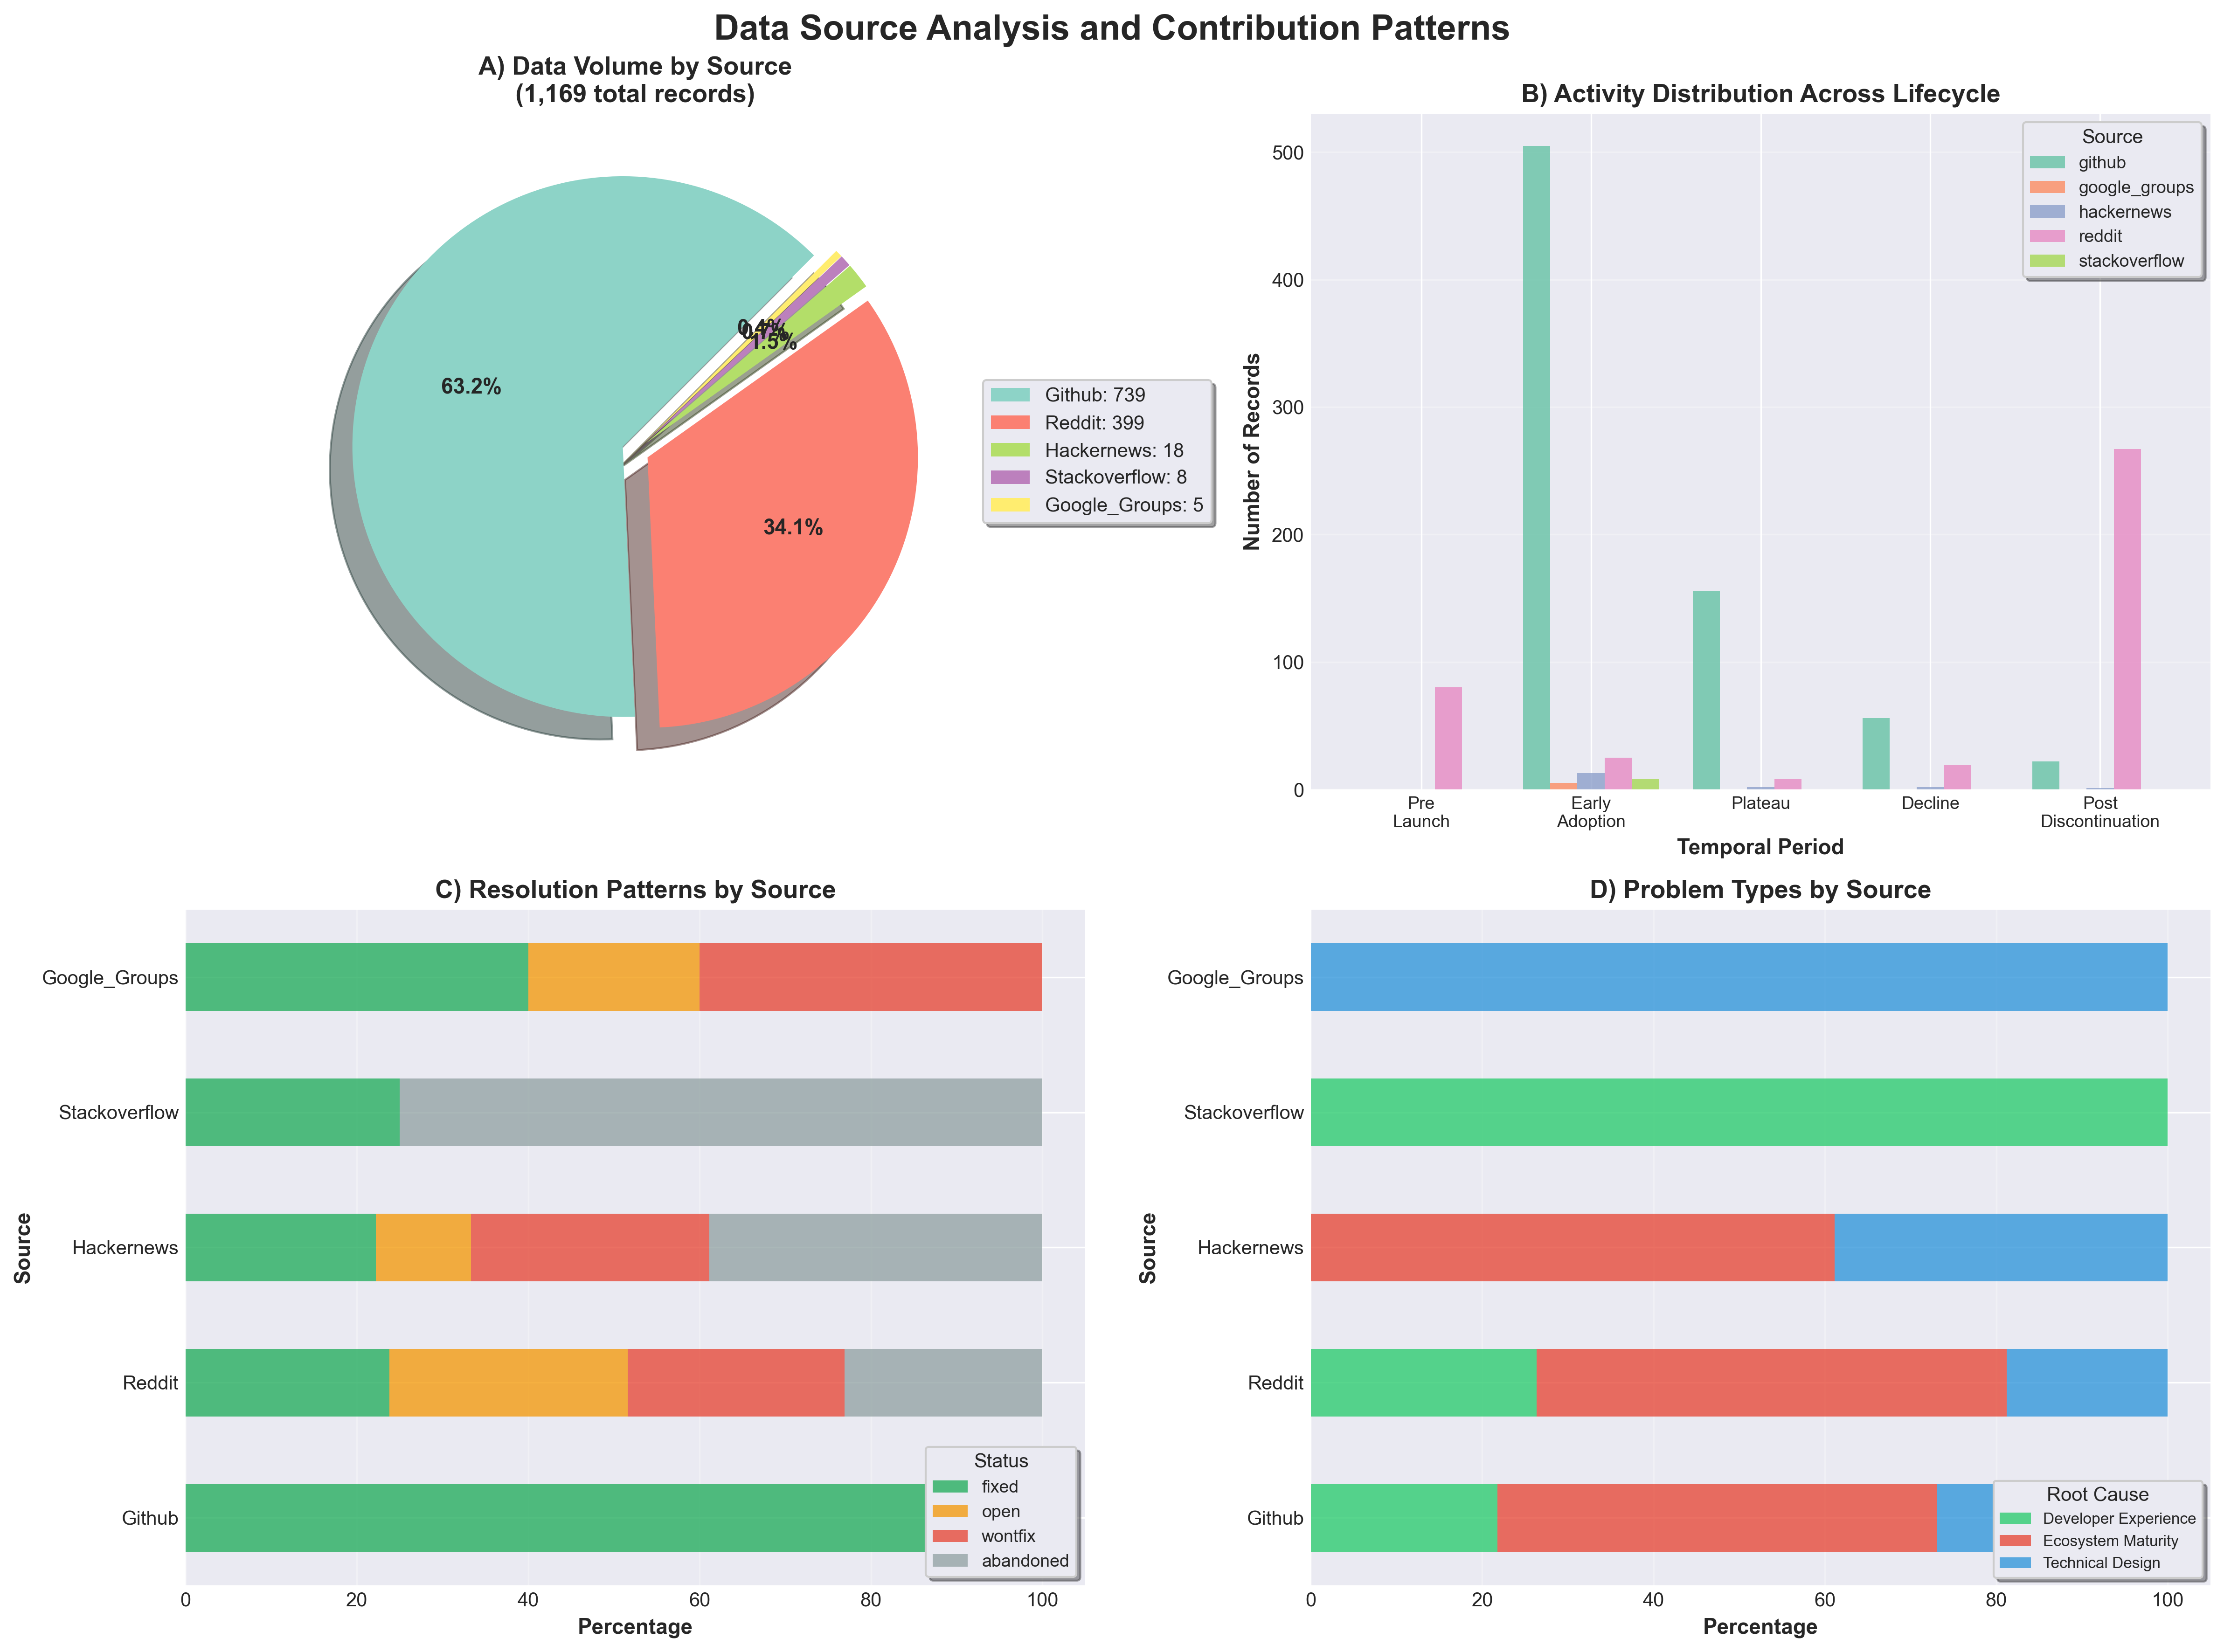 Data Source Analysis and Contribution Patterns
A) Data Volume by Source
(1,169 total records)
63.2%
34.1%
1.5%
0.7%
0.4%
Github: 739
Reddit: 399
Hackernews: 18
Stackoverflow: 8
Google_Groups: 5
B) Activity Distribution Across Lifecycle
Number of Records
500
400
300
200
100
0
Source
github
google_groups
hackernews
reddit
stackoverflow
Pre
Launch
Early
Adoption
Plateau
Decline
Post
Discontinuation
Temporal Period
C) Resolution Patterns by Source
Source
Google_Groups
Stackoverflow
Hackernews
Reddit
Github
Status
fixed
open
wontfix
abandoned
0 20 40 60 80 100
Percentage
D) Problem Types by Source
Source
Google_Groups
Stackoverflow
Hackernews
Reddit
Github
Root Cause
Developer Experience
Ecosystem Maturity
Technical Design
0 20 40 60 80 100
Percentage